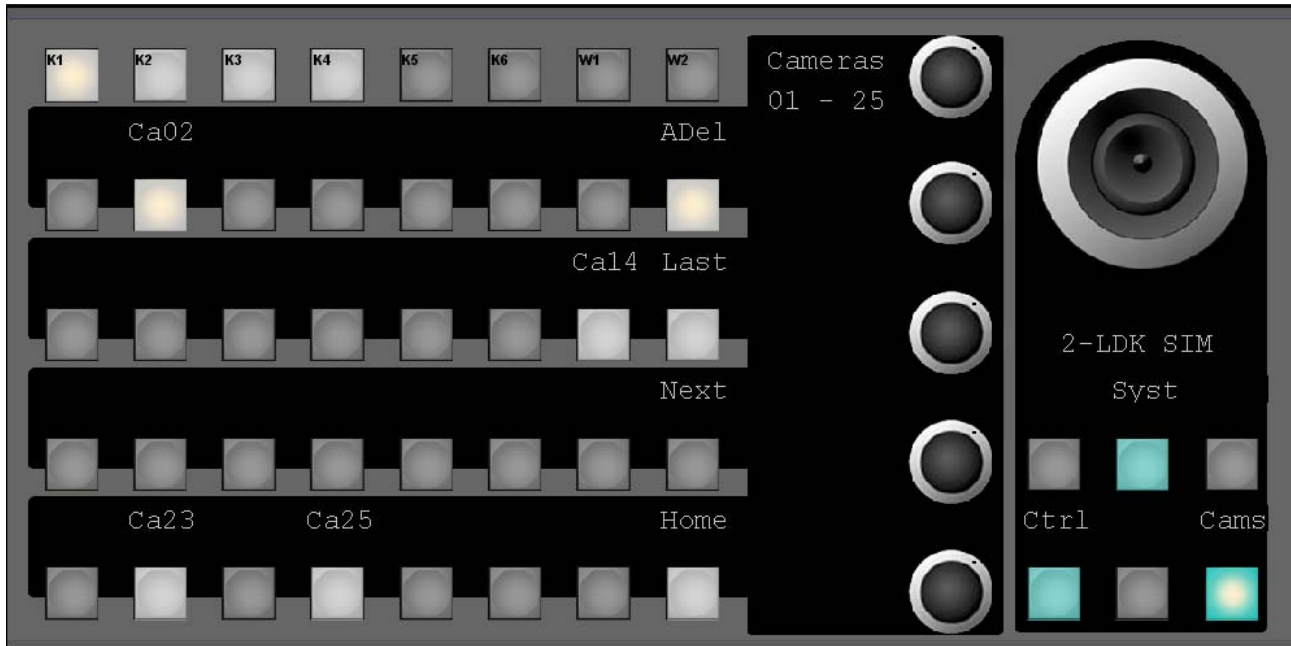 K1 K2 K3 K4 K5 K6 W1 W2
Cameras
01 - 25
Ca02 ADel
Ca14 Last
2-LDK SIM
Next
Syst
Ca23 Ca25 Home
Ctrl Cams